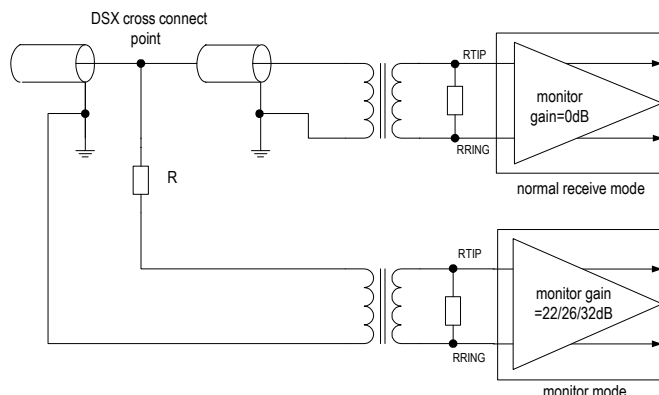 DSX cross connect
point
RTIP
monitor
gain=0dB
RRING
normal receive mode
R
RTIP
monitor gain
=22/26/32dB
RRING
monitor mode